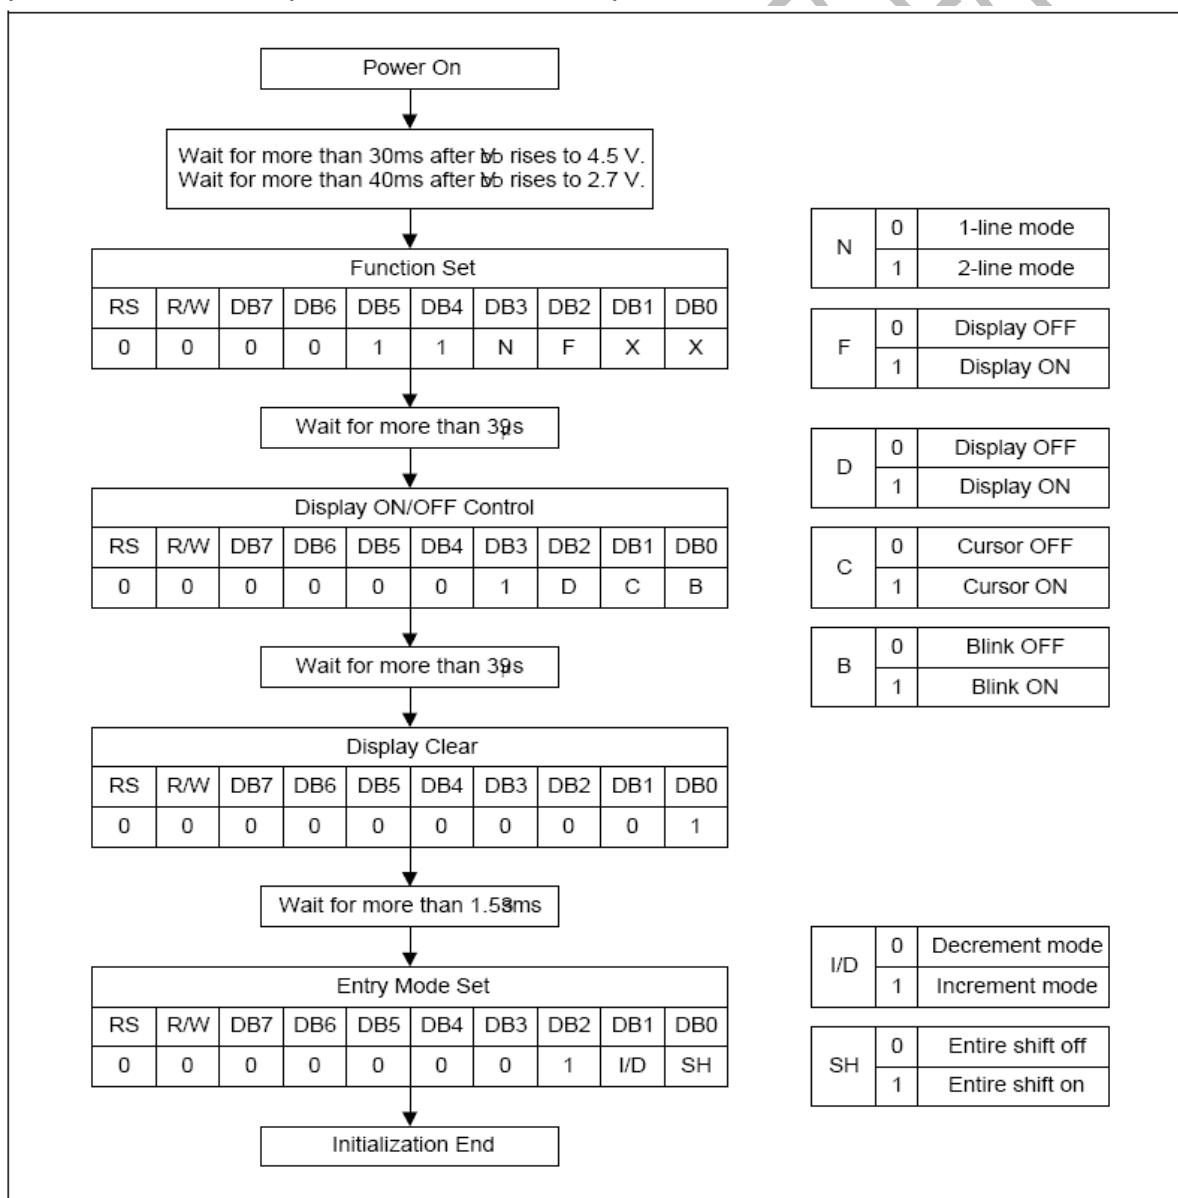 Power On
Wait for more than 30ms after VDD rises to 4.5 V.
Wait for more than 40ms after VDD rises to 2.7 V.
Function Set
RS R/W DB7 DB6 DB5 DB4 DB3 DB2 DB1 DB0
0 0 0 0 1 1 N F X X
Wait for more than 39μs
Display ON/OFF Control
RS R/W DB7 DB6 DB5 DB4 DB3 DB2 DB1 DB0
0 0 0 0 0 0 1 D C B
Wait for more than 39μs
Display Clear
RS R/W DB7 DB6 DB5 DB4 DB3 DB2 DB1 DB0
0 0 0 0 0 0 0 0 0 1
Wait for more than 1.53ms
Entry Mode Set
RS R/W DB7 DB6 DB5 DB4 DB3 DB2 DB1 DB0
0 0 0 0 0 0 0 1 I/D SH
Initialization End
N
0 1-line mode
1 2-line mode
F
0 Display OFF
1 Display ON
D
0 Display OFF
1 Display ON
C
0 Cursor OFF
1 Cursor ON
B
0 Blink OFF
1 Blink ON
I/D
0 Decrement mode
1 Increment mode
SH
0 Entire shift off
1 Entire shift on